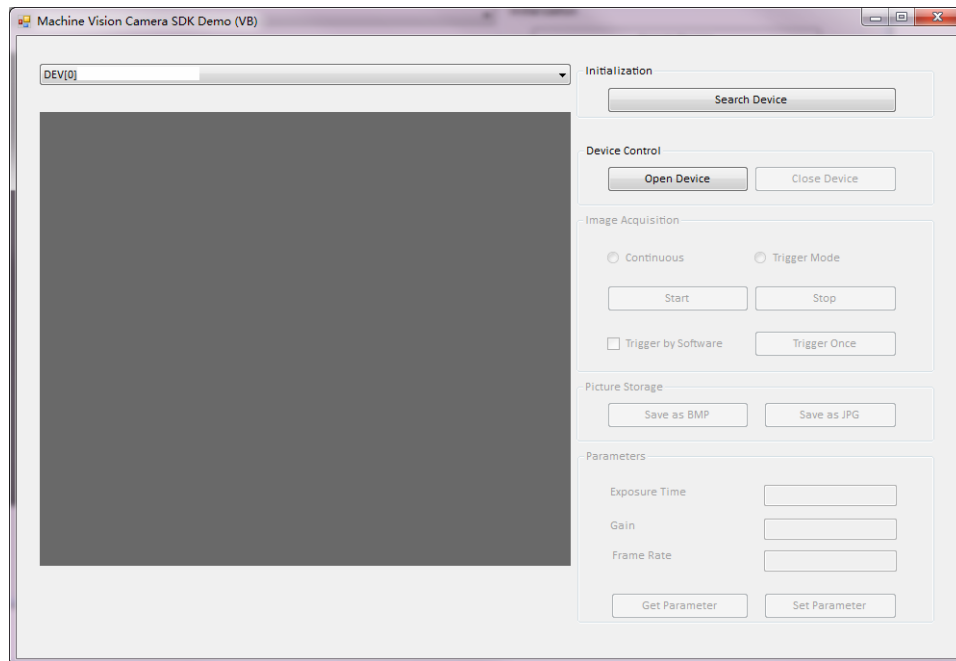 Machine Vision Camera SDK Demo (VB)
DEV[0]
Initialization
Search Device
Device Control
Open Device
Close Device
Image Acquisition
Continuous
Trigger Mode
Start
Stop
Trigger by Software
Trigger Once
Picture Storage
Save as BMP
Save as JPG
Parameters
Exposure Time
Gain
Frame Rate
Get Parameter
Set Parameter